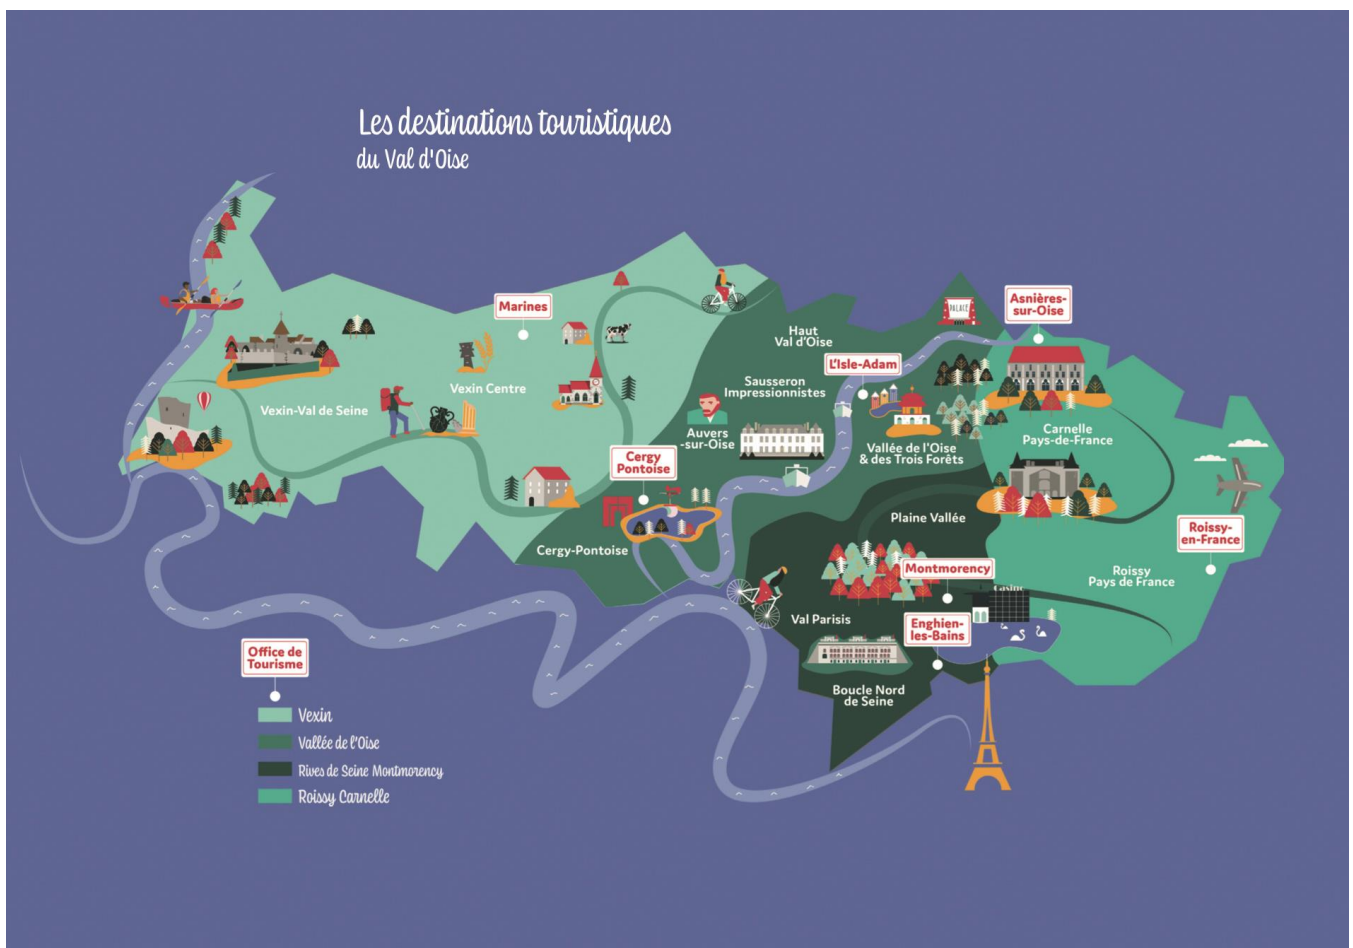 Les destinations touristiques
du Val d'Oise
Marines
Asnières-
sur-Oise
PALACE
Haut
Val d'Oise
L'Isle-Adam
Sausseron
Impressionnistes
Vexin Centre
Vexin-Val de Seine
Auvers
-sur-Oise
Vallée de l'Oise
& des Trois Forêts
Carnelle
Pays-de-France
Cergy
Pontoise
Cergy-Pontoise
Plaine Vallée
Roissy-
en-France
Montmorency
Roissy
Pays de France
Casino
Val Parisis
Enghien-
les-Bains
Boucle Nord
de Seine
Office de
Tourisme
Vexin
Vallée de l'Oise
Rives de Seine Montmorency
Roissy Carnelle